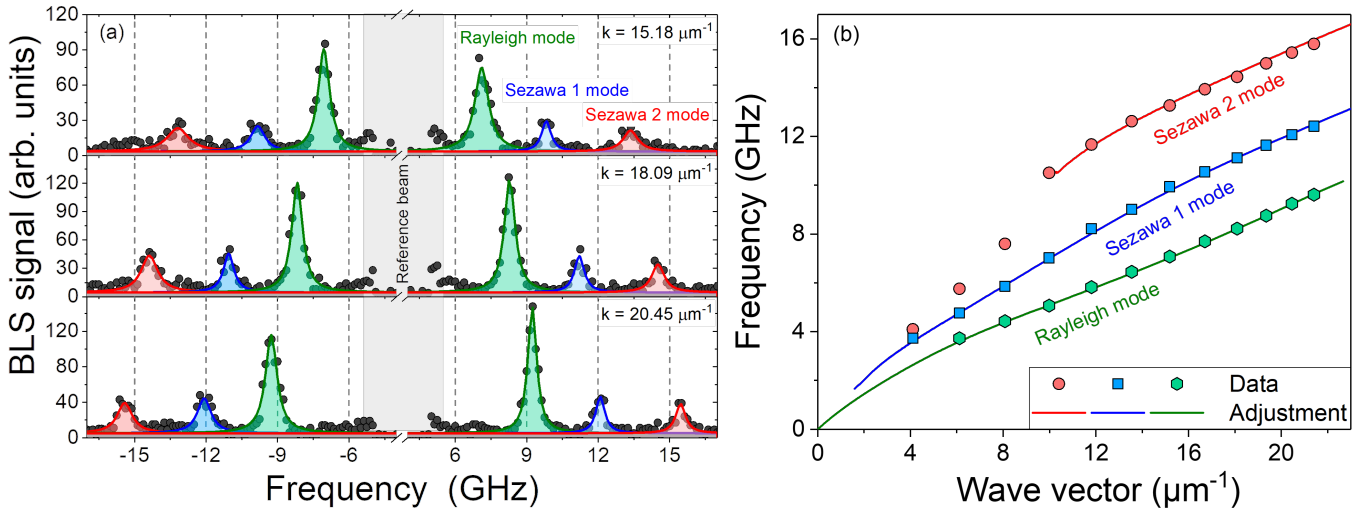 (a)
Rayleigh mode
k = 15.18 μm-1
Sezawa 1 mode
Sezawa 2 mode
120
90
60
30
0
k = 18.09 μm-1
Reference beam
120
90
60
30
0
k = 20.45 μm-1
120
80
40
0
BLS signal (arb. units)
-15 -12 -9 -6 6 9 12 15
Frequency (GHz)
(b)
16
12
8
4
0
Frequency (GHz)
Sezawa 2 mode
Sezawa 1 mode
Rayleigh mode
Data
Adjustment
0 4 8 12 16 20
Wave vector (μm-1)